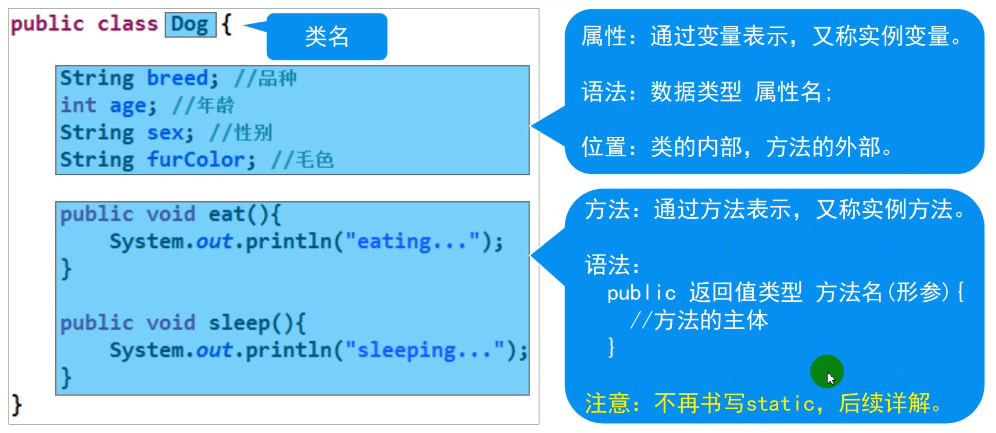 public class Dog {
类名
String breed; //品种
int age; //年龄
String sex; //性别
String furColor; //毛色
public void eat(){
System.out.println("eating...");
}
public void sleep(){
System.out.println("sleeping...");
}
}
属性：通过变量表示，又称实例变量。
语法：数据类型 属性名;
位置：类的内部，方法的外部。
方法：通过方法表示，又称实例方法。
语法：
public 返回值类型 方法名(形参){
//方法的主体
}
注意：不再书写static，后续详解。